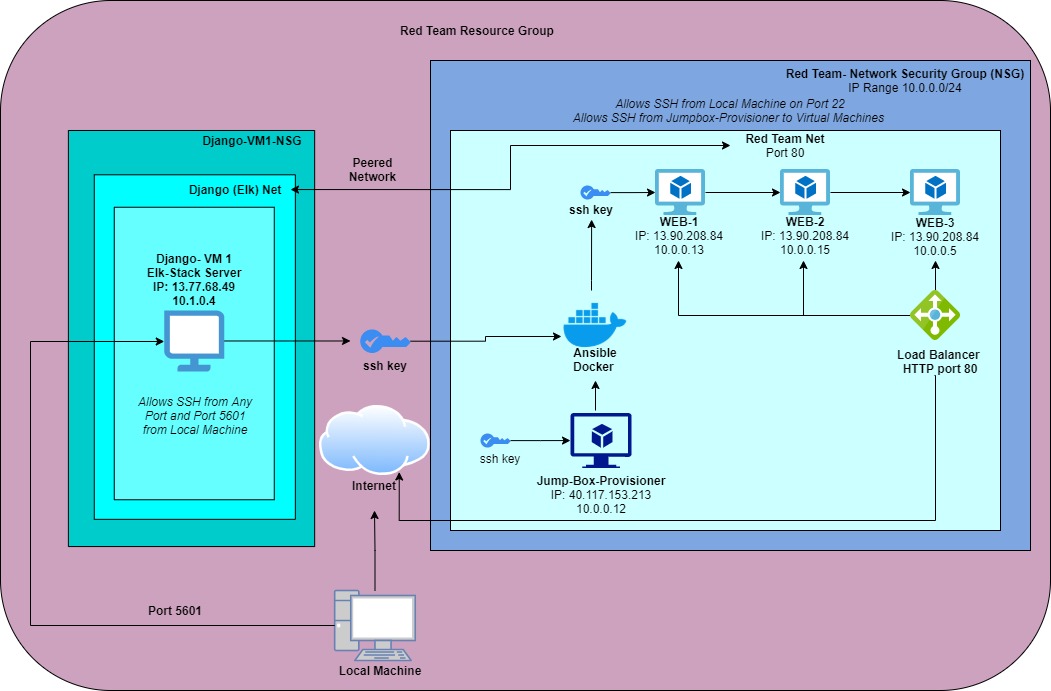 Red Team Resource Group
Red Team- Network Security Group (NSG)
IP Range 10.0.0.0/24
Allows SSH from Local Machine on Port 22
Allows SSH from Jumpbox-Provisioner to Virtual Machines
Django-VM1-NSG
Django (Elk) Net
Peered
Network
Red Team Net
Port 80
ssh key
WEB-1
IP: 13.90.208.84
10.0.0.13
WEB-2
IP: 13.90.208.84
10.0.0.15
WEB-3
IP: 13.90.208.84
10.0.0.5
Django- VM 1
Elk-Stack Server
IP: 13.77.68.49
10.1.0.4
Allows SSH from Any
Port and Port 5601
from Local Machine
ssh key
Ansible
Docker
Load Balancer
HTTP port 80
ssh key
Jump-Box-Provisioner
IP: 40.117.153.213
10.0.0.12
Internet
Port 5601
Local Machine